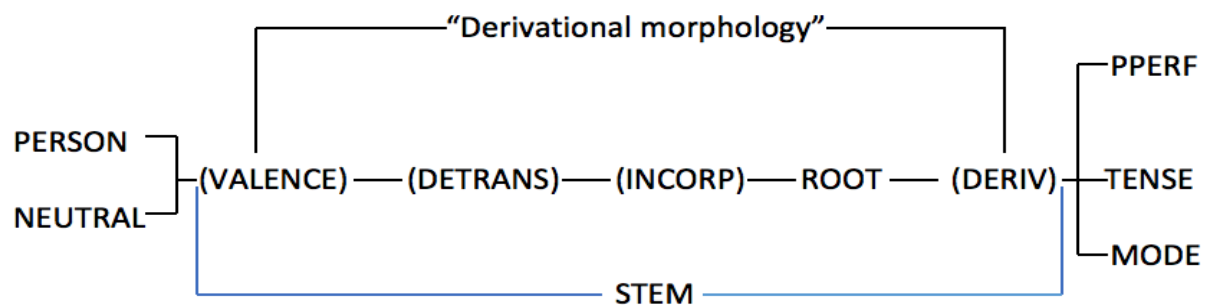 “Derivational morphology”
PPERF
PERSON
(VALENCE) (DETRANS) (INCORP) ROOT (DERIV) TENSE
NEUTRAL
MODE
STEM